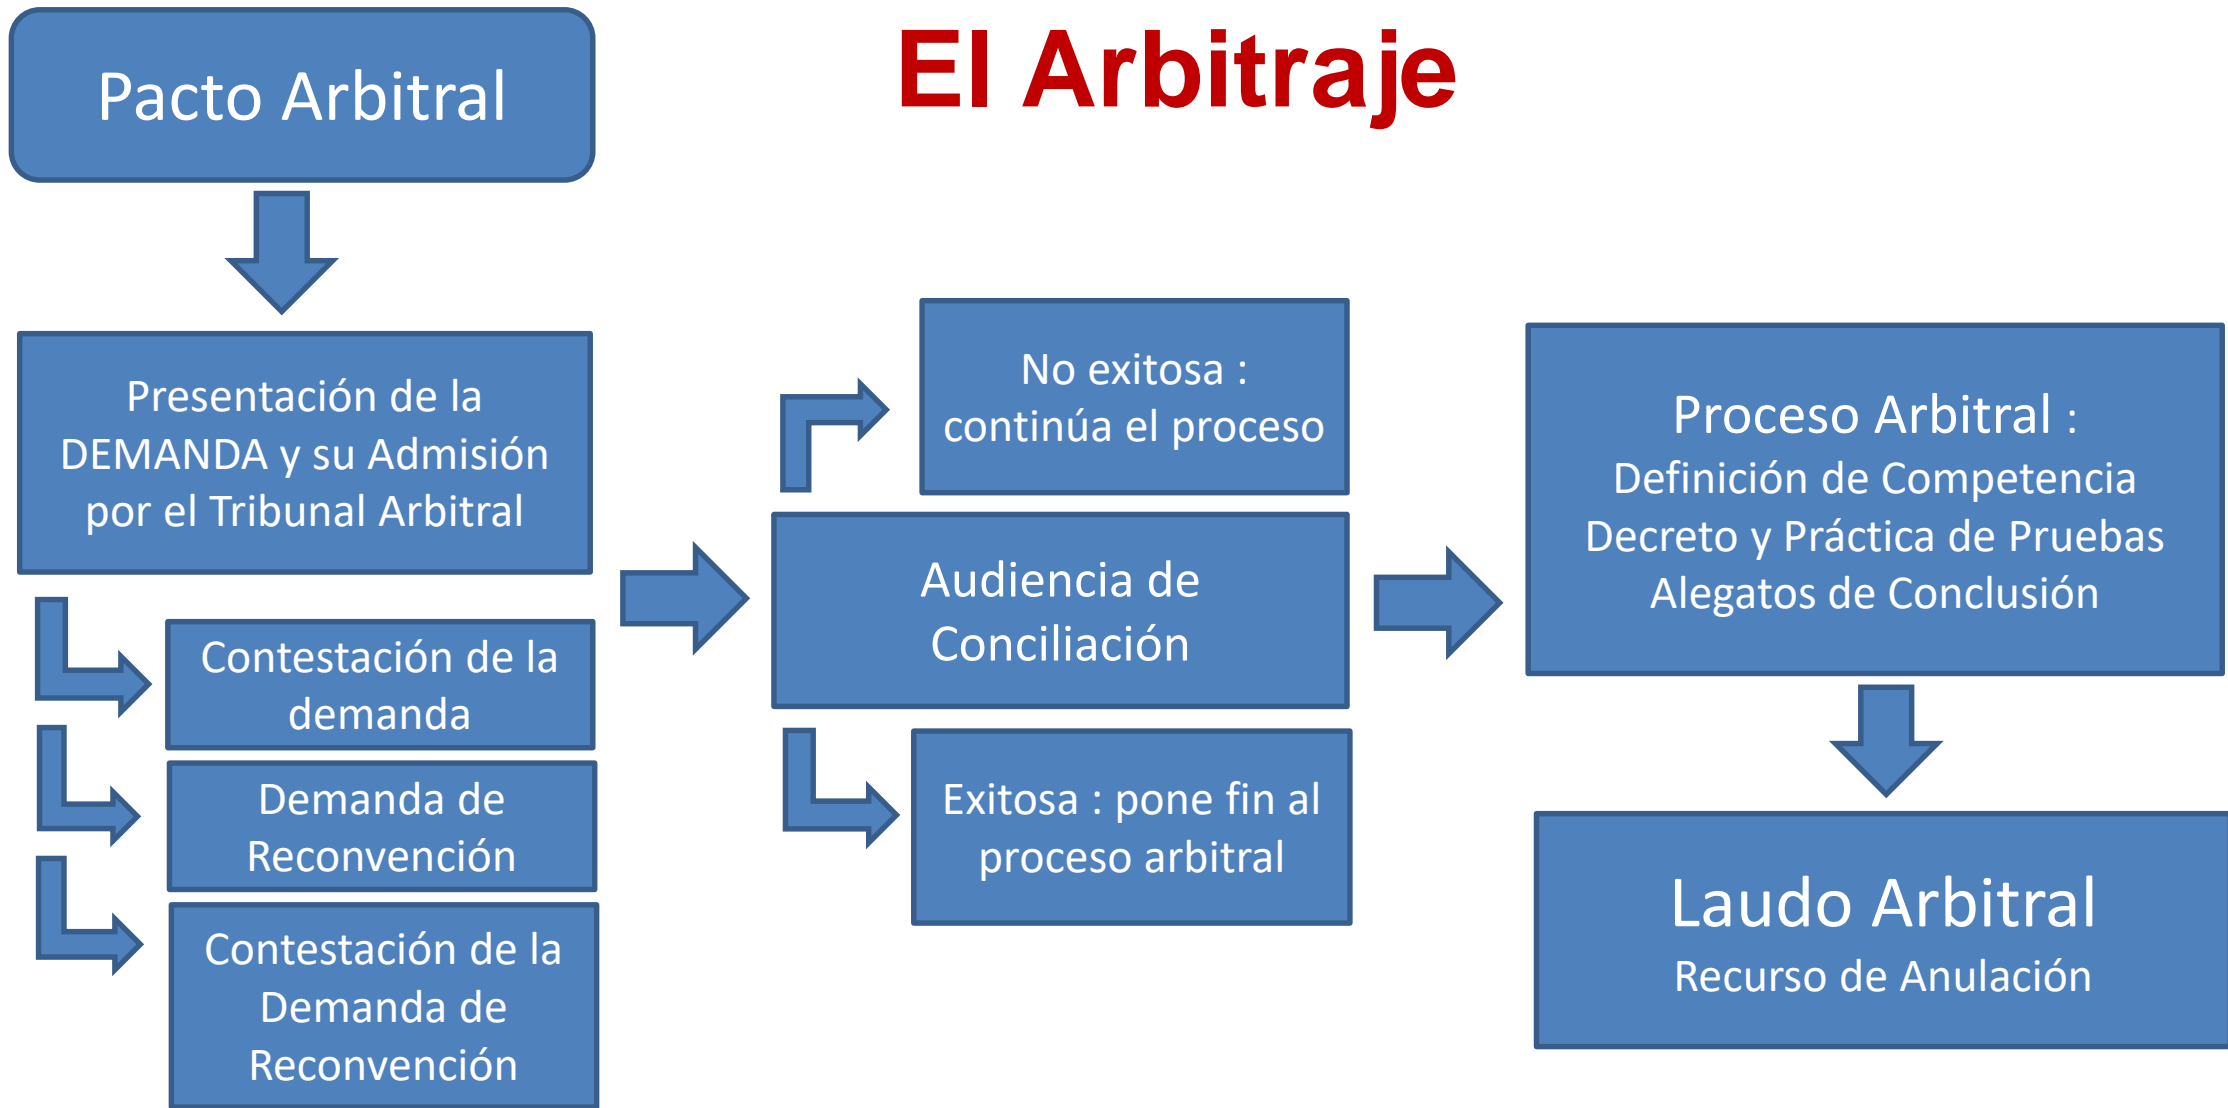 El Arbitraje
Pacto Arbitral
Presentación de la
DEMANDA y su Admisión
por el Tribunal Arbitral
Contestación de la
demanda
Demanda de
Reconvención
Contestación de la
Demanda de
Reconvención
No exitosa :
continúa el proceso
Audiencia de
Conciliación
Exitosa : pone fin al
proceso arbitral
Proceso Arbitral :
Definición de Competencia
Decreto y Práctica de Pruebas
Alegatos de Conclusión
Laudo Arbitral
Recurso de Anulación